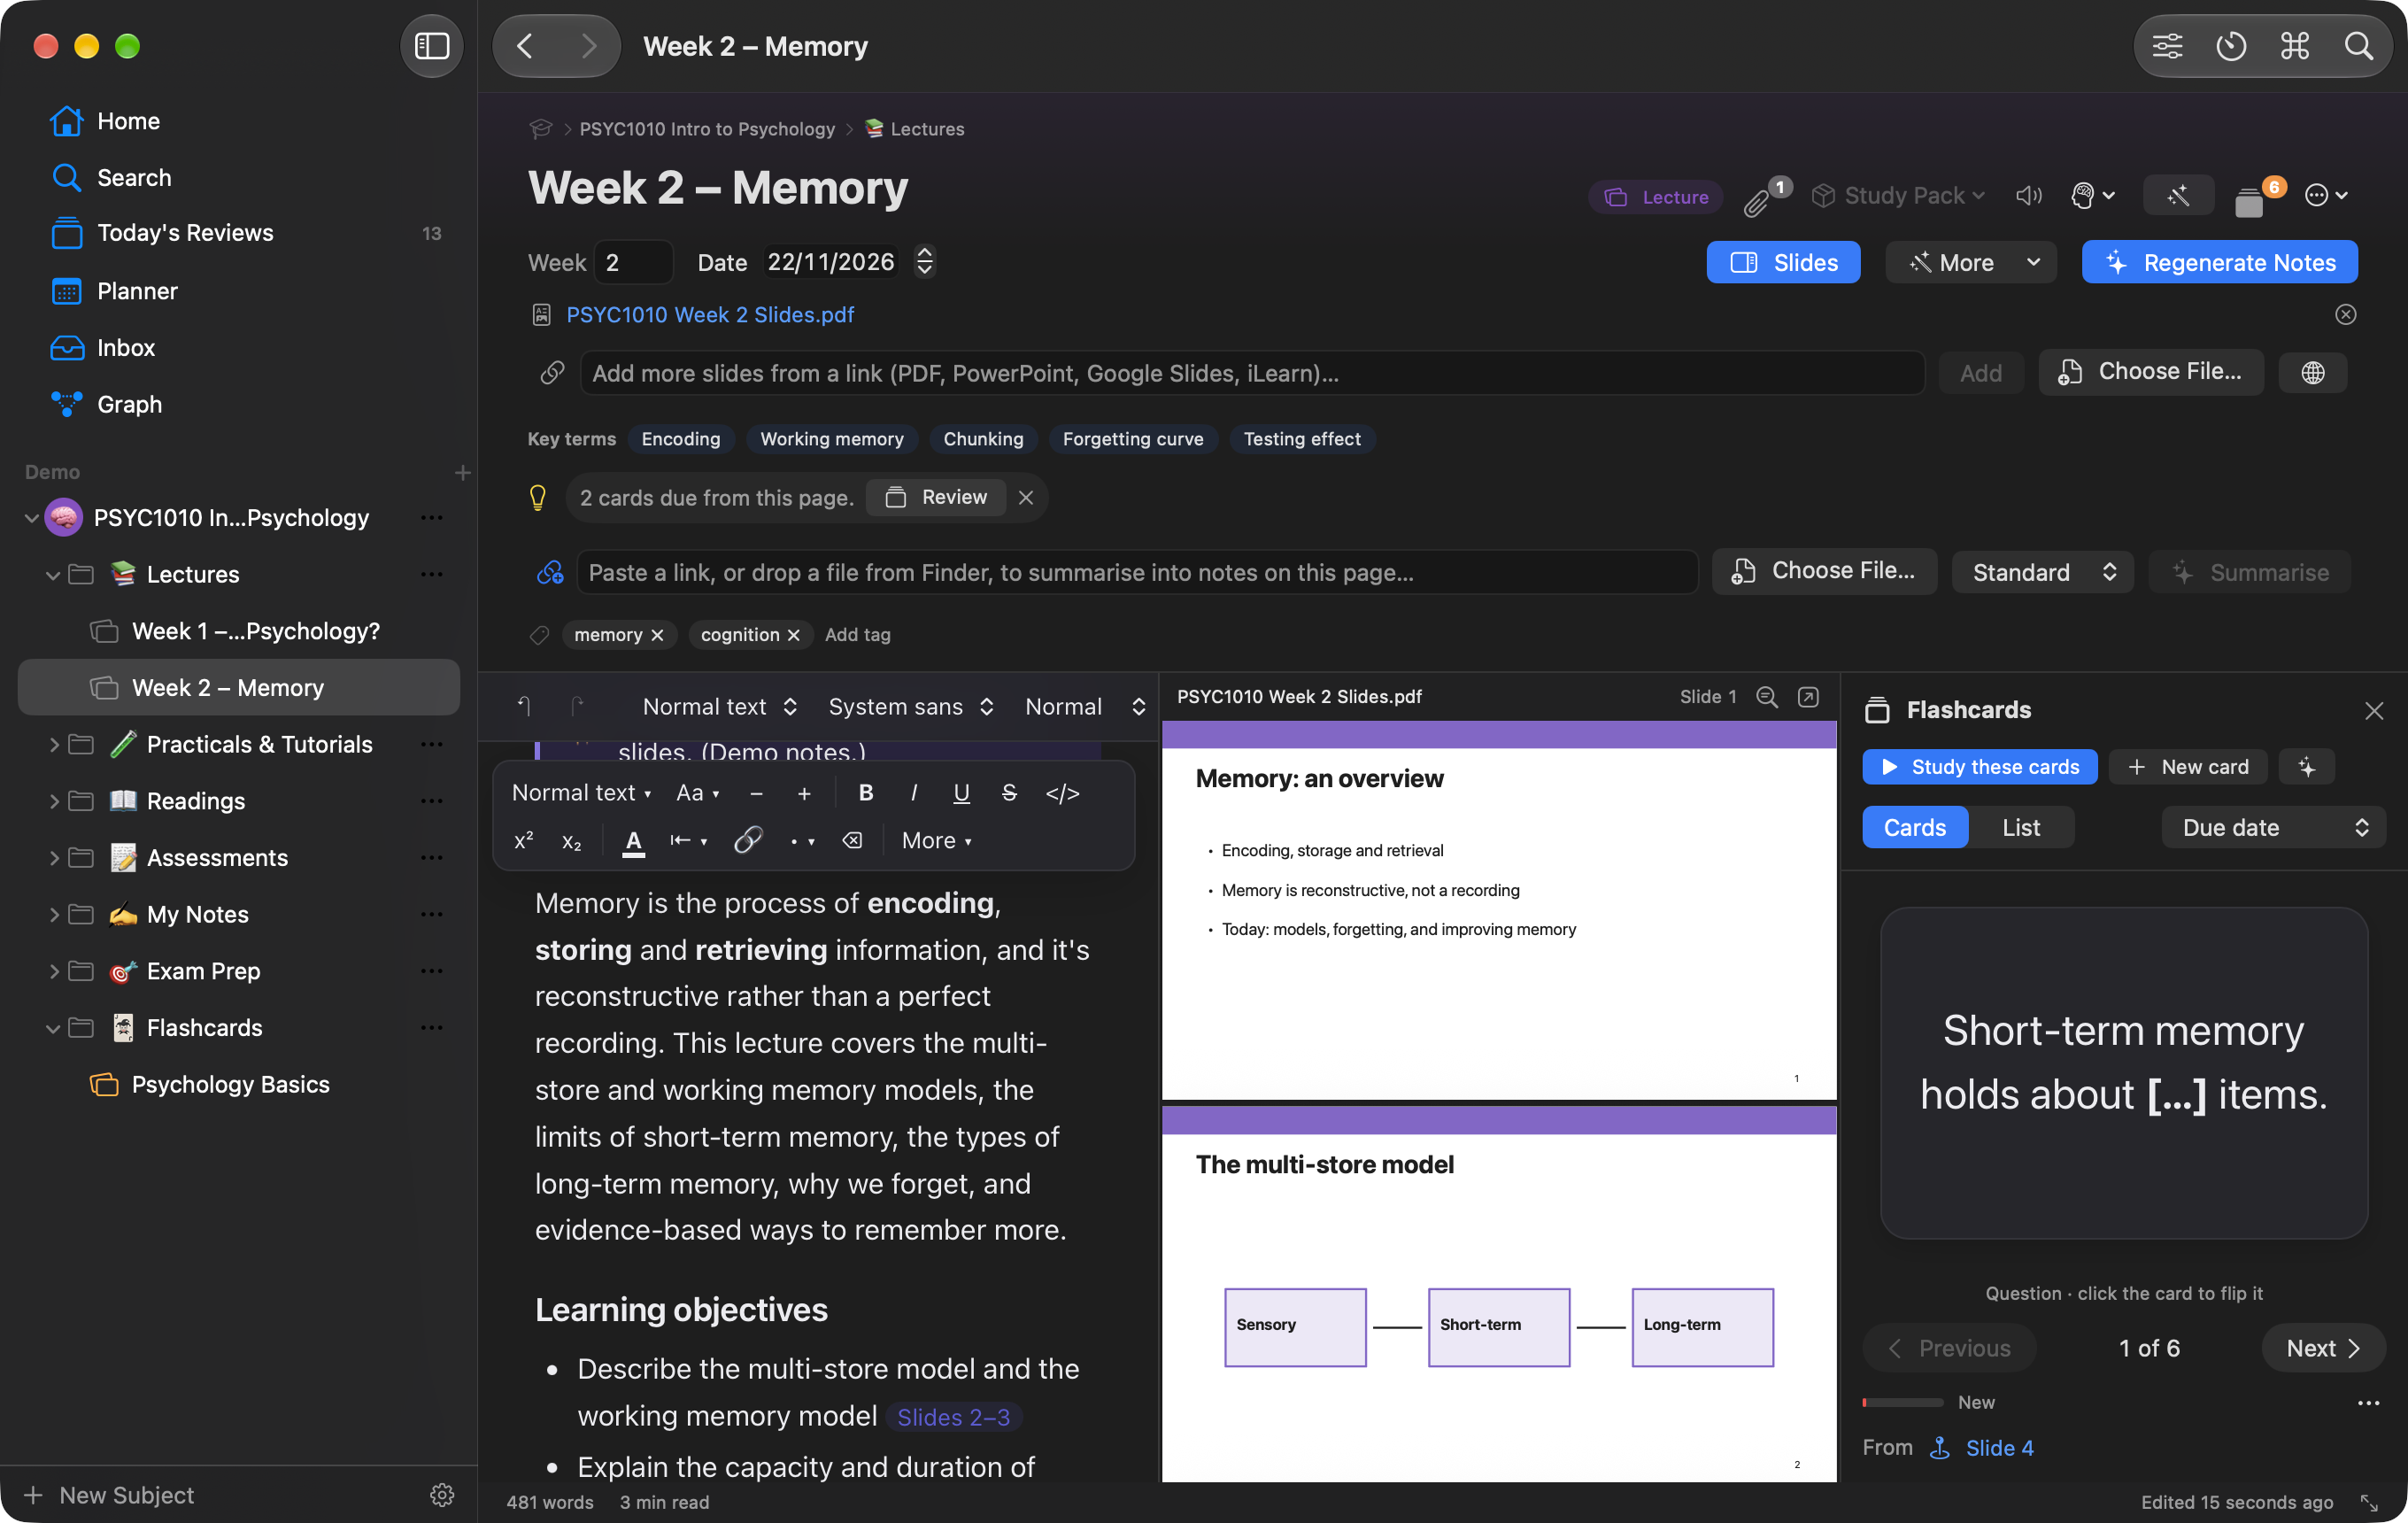 Week 2 – Memory
Home
Search
Today's Reviews 13
Planner
Inbox
Graph
Demo
PSYC1010 In...Psychology
Lectures
Week 1 –...Psychology?
Week 2 – Memory
Practicals & Tutorials
Readings
Assessments
My Notes
Exam Prep
Flashcards
Psychology Basics
New Subject
PSYC1010 Intro to Psychology > Lectures
Week 2 – Memory
Lecture 1 Study Pack 6
Week 2 Date 22/11/2026 Slides More Regenerate Notes
PSYC1010 Week 2 Slides.pdf
Add more slides from a link (PDF, PowerPoint, Google Slides, iLearn)... Add Choose File...
Key terms Encoding Working memory Chunking Forgetting curve Testing effect
2 cards due from this page. Review
Paste a link, or drop a file from Finder, to summarise into notes on this page... Choose File... Standard Summarise
memory cognition Add tag
Normal text System sans Normal
slides. (Demo notes.)
Normal text Aa − + B I U S </>
x² x₂ A More
Memory is the process of encoding,
storing and retrieving information, and it's
reconstructive rather than a perfect
recording. This lecture covers the multi-
store and working memory models, the
limits of short-term memory, the types of
long-term memory, why we forget, and
evidence-based ways to remember more.
Learning objectives
• Describe the multi-store model and the
working memory model Slides 2–3
• Explain the capacity and duration of
481 words 3 min read
PSYC1010 Week 2 Slides.pdf Slide 1
Memory: an overview
• Encoding, storage and retrieval
• Memory is reconstructive, not a recording
• Today: models, forgetting, and improving memory
1
The multi-store model
Sensory Short-term Long-term
2
Flashcards
Study these cards + New card
Cards List Due date
Short-term memory
holds about [...] items.
Question · click the card to flip it
Previous 1 of 6 Next
New
From Slide 4
Edited 15 seconds ago